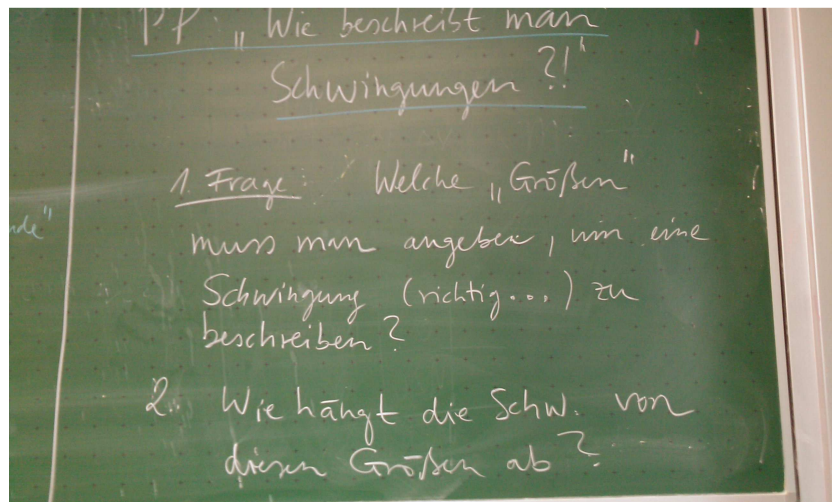 PP: „Wie beschreibt man
Schwingungen ?!"
1. Frage: Welche „Größen"
muss man angeben, um eine
Schwingung (richtig...) zu
beschreiben?
2. Wie hängt die Schw. von
diesen Größen ab?